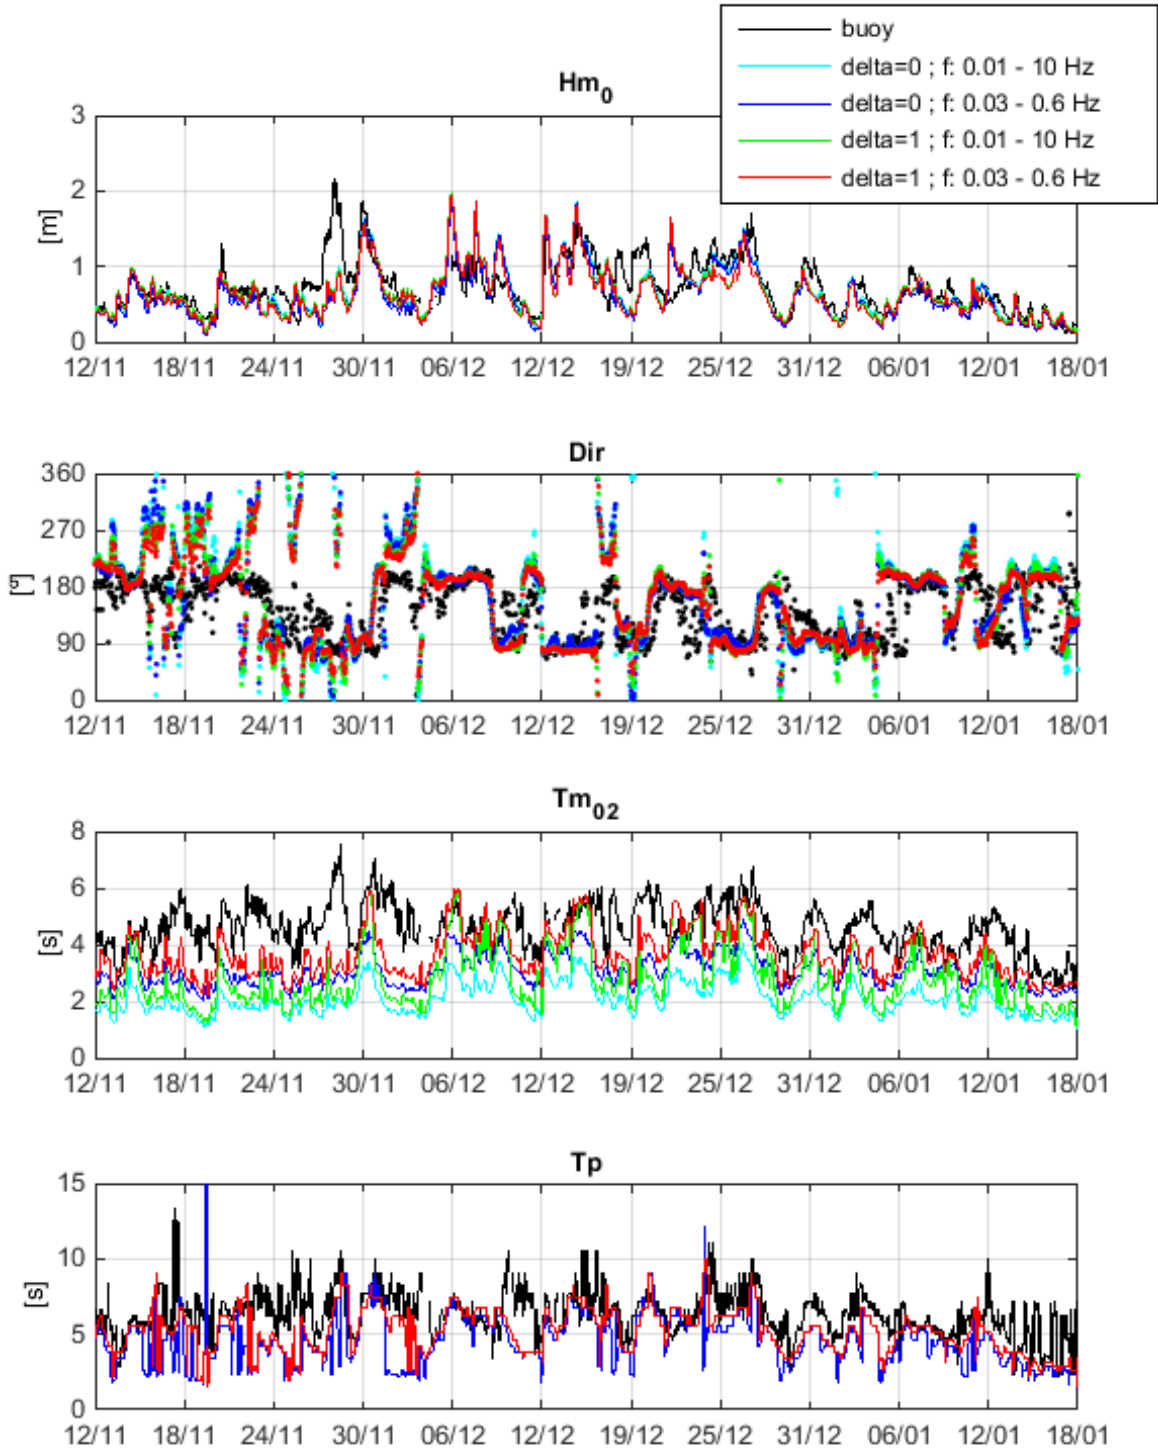 buoy
delta=0 ; f: 0.01 - 10 Hz
delta=0 ; f: 0.03 - 0.6 Hz
delta=1 ; f: 0.01 - 10 Hz
delta=1 ; f: 0.03 - 0.6 Hz
Hm0
3
2
1
0
[m]
12/11 18/11 24/11 30/11 06/12 12/12 19/12 25/12 31/12 06/01 12/01 18/01
Dir
360
270
180
90
0
[º]
12/11 18/11 24/11 30/11 06/12 12/12 19/12 25/12 31/12 06/01 12/01 18/01
Tm02
8
6
4
2
0
[s]
12/11 18/11 24/11 30/11 06/12 12/12 19/12 25/12 31/12 06/01 12/01 18/01
Tp
15
10
5
0
[s]
12/11 18/11 24/11 30/11 06/12 12/12 19/12 25/12 31/12 06/01 12/01 18/01